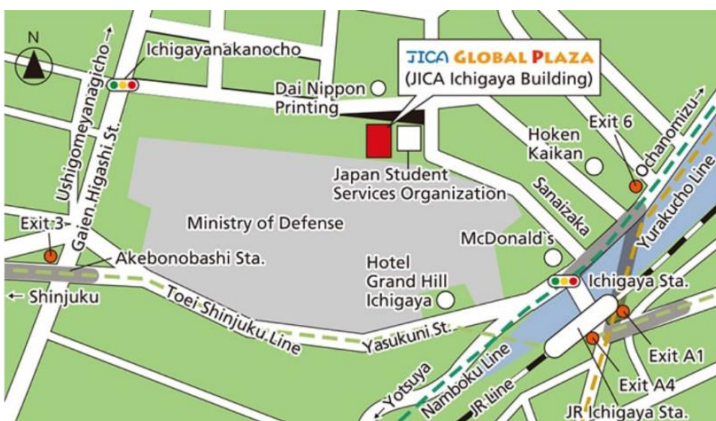 N
Ichigayanakanocho
Ushigomeyanagicho→
Gaien Higashi St.
JICA GLOBAL PLAZA
(JICA Ichigaya Building)
Dai Nippon
Printing
Japan Student
Services Organization
Hoken
Kaikan
Exit 6
Ochanomizu→
Sanaizaka
Yurakucho Line
Ministry of Defense
McDonald's
Exit 3
Akebonobashi Sta.
← Shinjuku
Toei Shinjuku Line
Hotel
Grand Hill
Ichigaya
Yasukuni St.
Ichigaya Sta.
←Yotsuya
Namboku Line
JR Line
Exit A1
Exit A4
JR Ichigaya Sta.